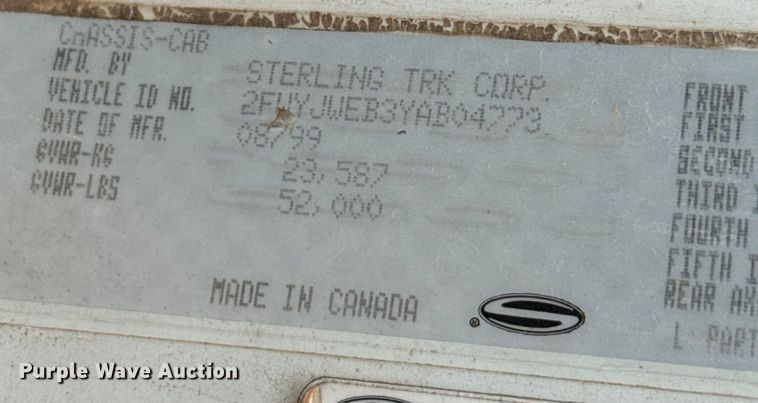 CHASSIS-CAB
MFD. BY STERLING TRK CORP.
VEHICLE ID NO. 2FWYJWEB3YAB04773
DATE OF MFR. 08/99
GVWR-KG 23,587
GVWR-LBS 52,000
MADE IN CANADA
®
FRONT
FIRST
SECOND
THIRD
FOURTH
FIFTH
REAR
Purple Wave Auction